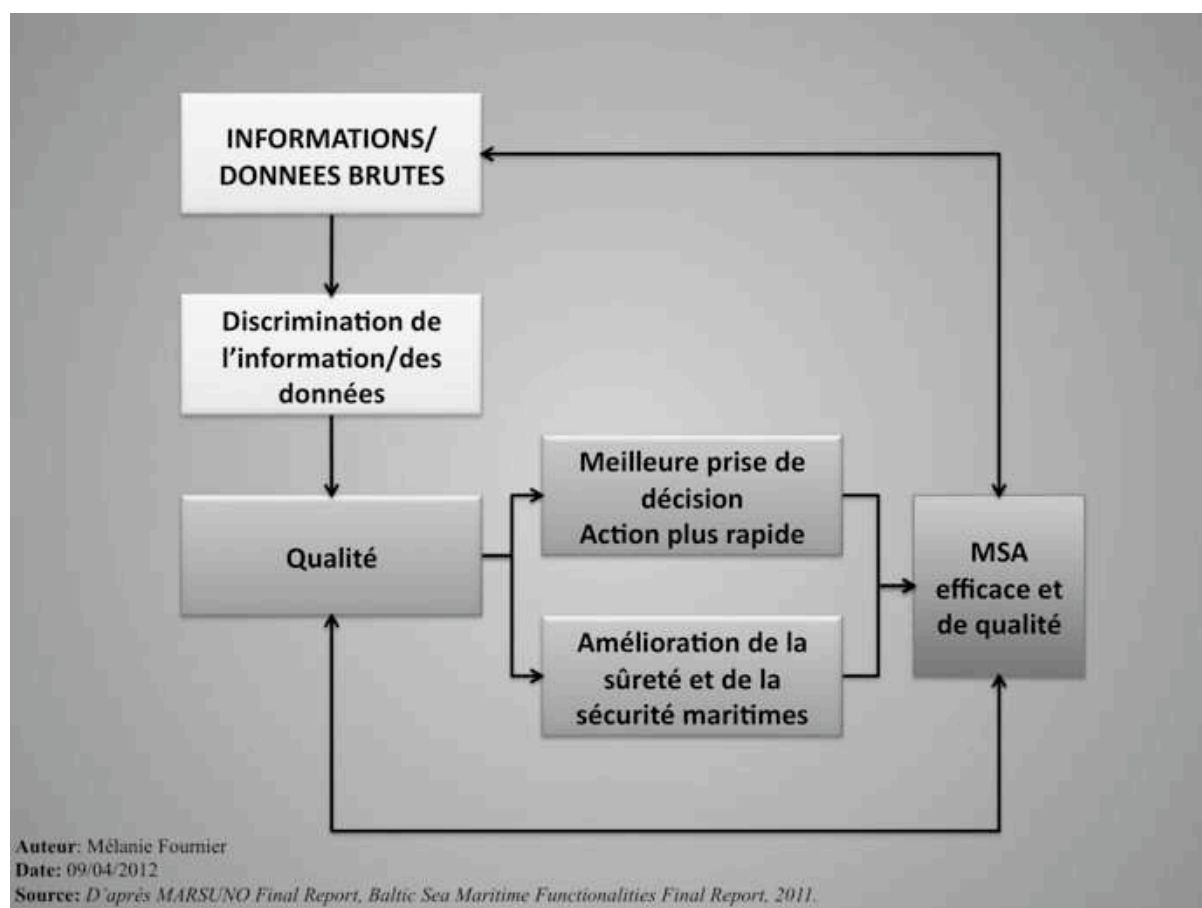 INFORMATIONS/
DONNEES BRUTES
Discrimination de
l'information/des
données
Qualité
Meilleure prise de
décision
Action plus rapide
Amélioration de la
sûreté et de la
sécurité maritimes
MSA
efficace et
de qualité
Auteur: Mélanie Fournier
Date: 09/04/2012
Source: D'après MARSUNO Final Report, Baltic Sea Maritime Functionalities Final Report, 2011.